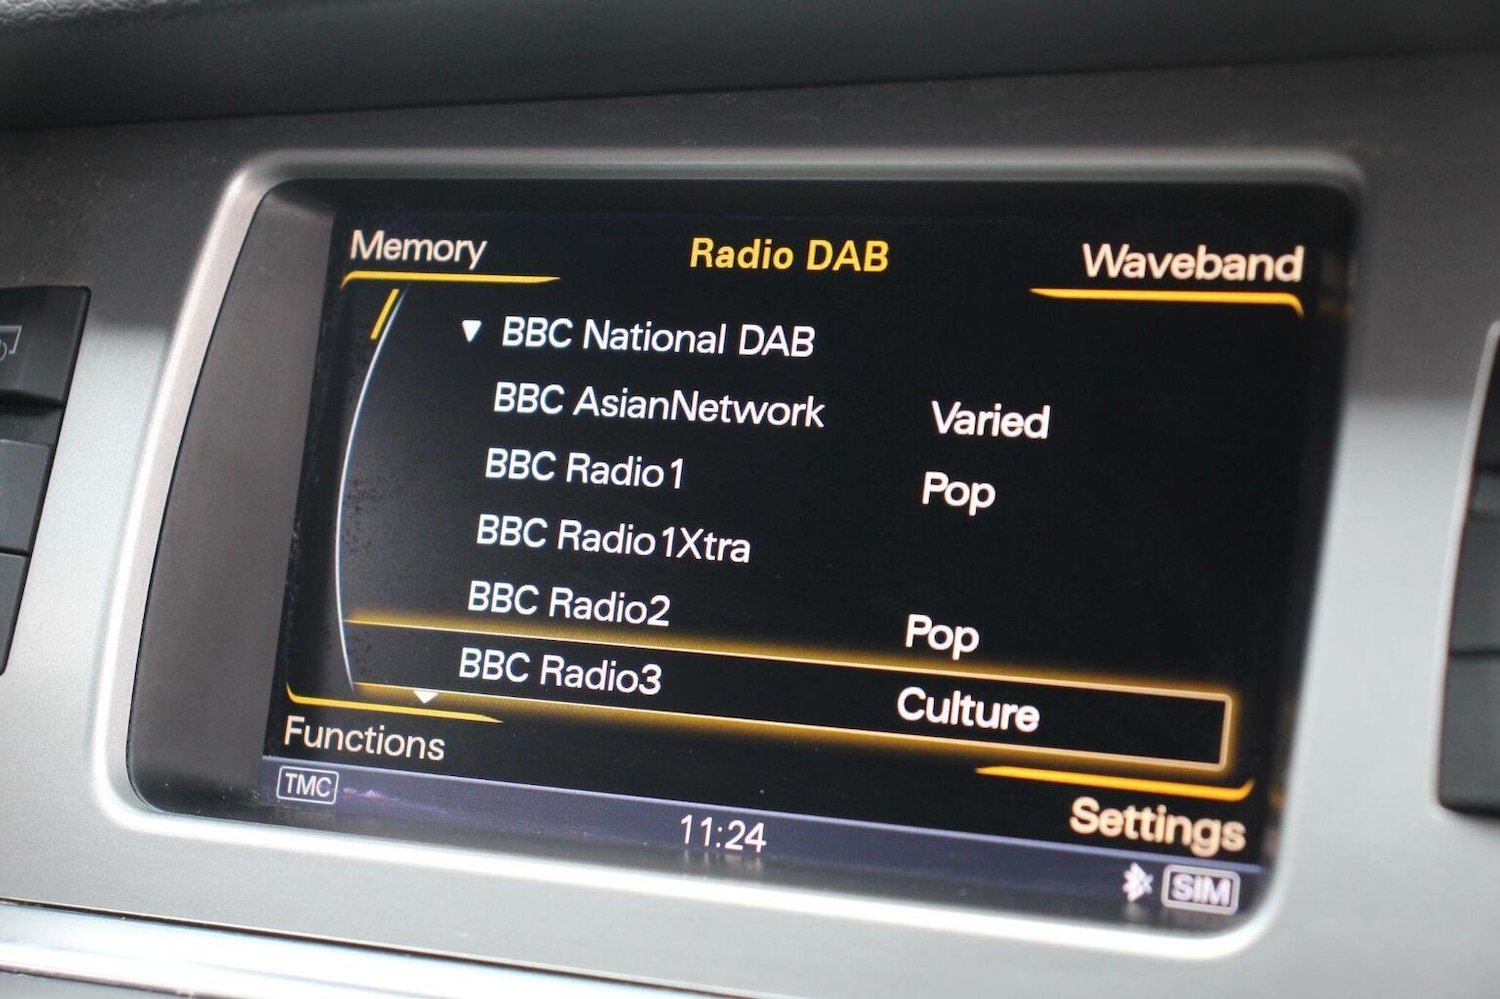 Memory Radio DAB Waveband
▼ BBC National DAB
BBC AsianNetwork Varied
BBC Radio1 Pop
BBC Radio1Xtra
BBC Radio2 Pop
BBC Radio3 Culture
Functions
Settings
TMC 11:24 SIM